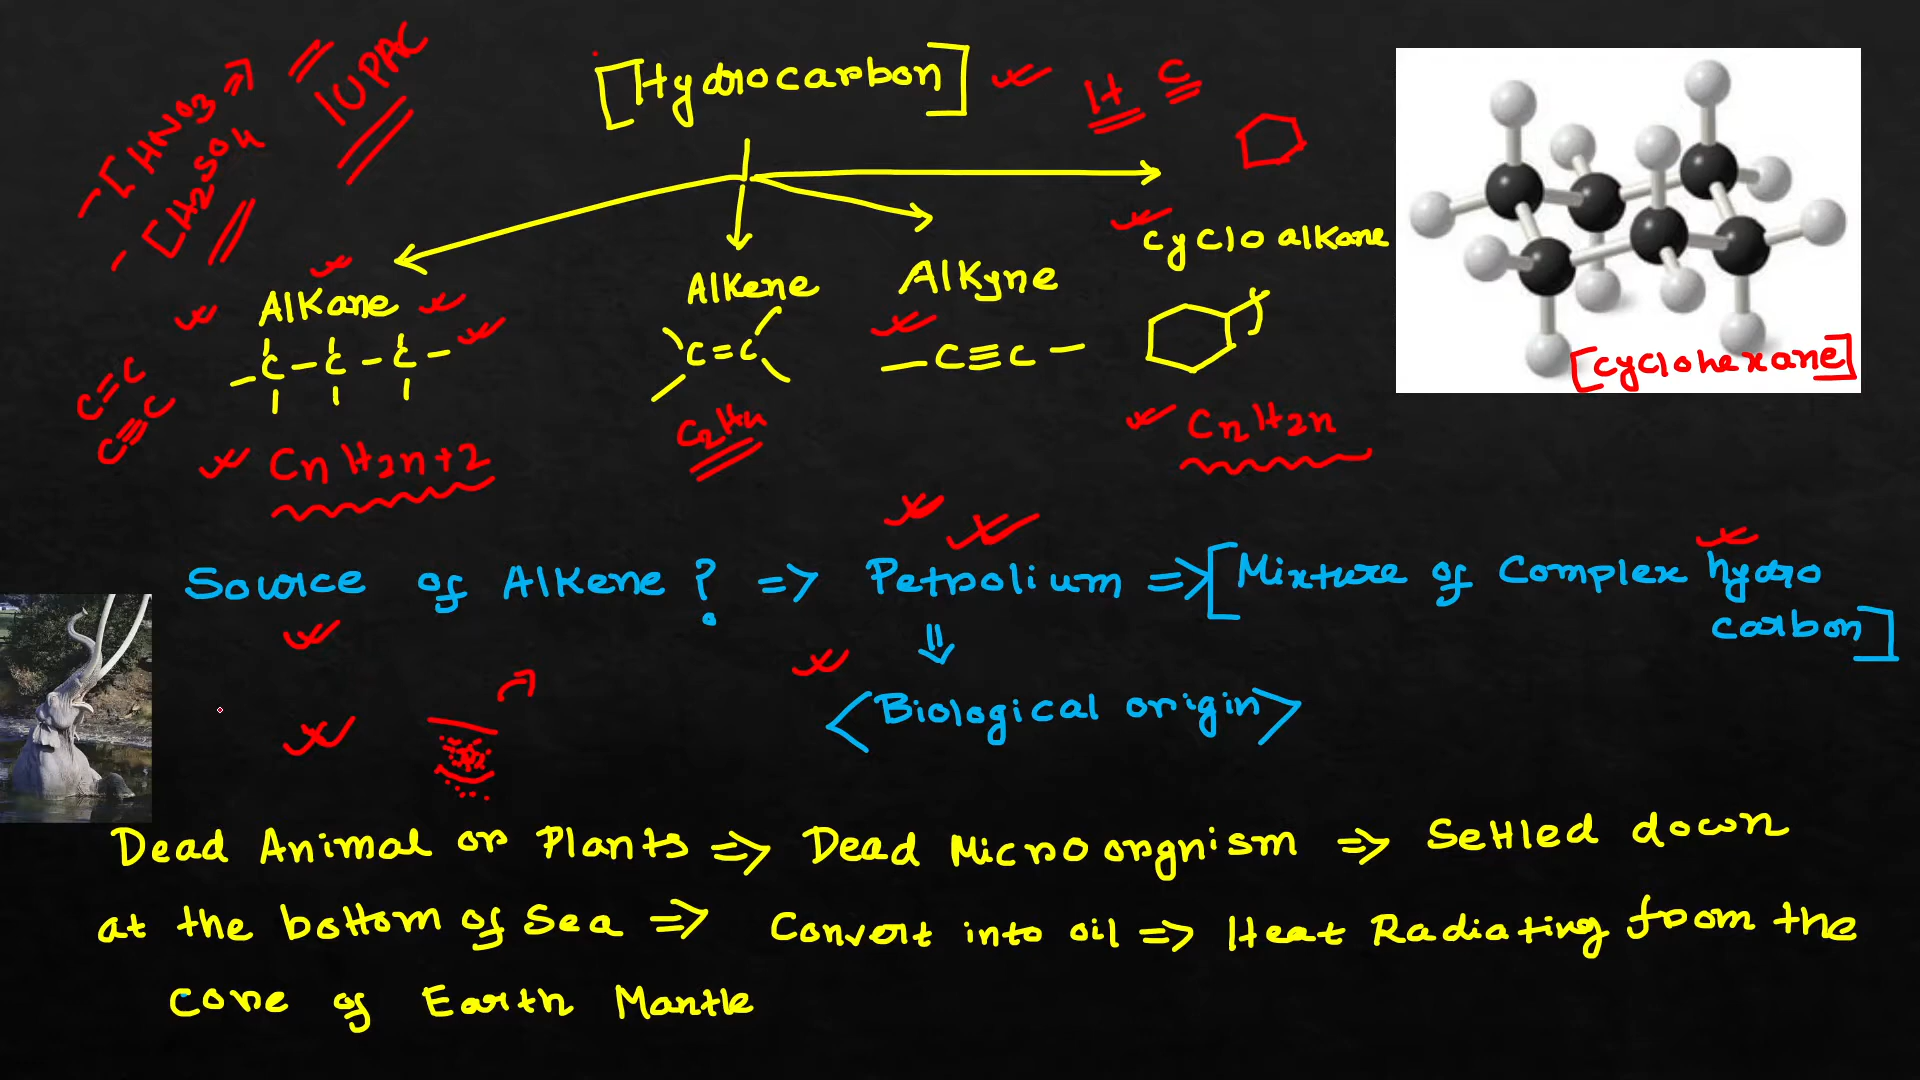 [Hydrocarbon] H C
-[HNO3 => IUPAC
-[H2SO4
Alkane
Alkene
Alkyne
cyclo alkane
-C-C-C-
C=C
-C≡C-
C=C
C≡C
[cyclohexane]
CnH2n+2
C2H4
CnH2n
Source of Alkene ? => Petrolium => [Mixture of Complex hydro
carbon]
<Biological origin>
Dead Animal or Plants => Dead Micro orgnism => Settled down
at the bottom of Sea => Convert into oil => Heat Radiating from the
core of Earth Mantle